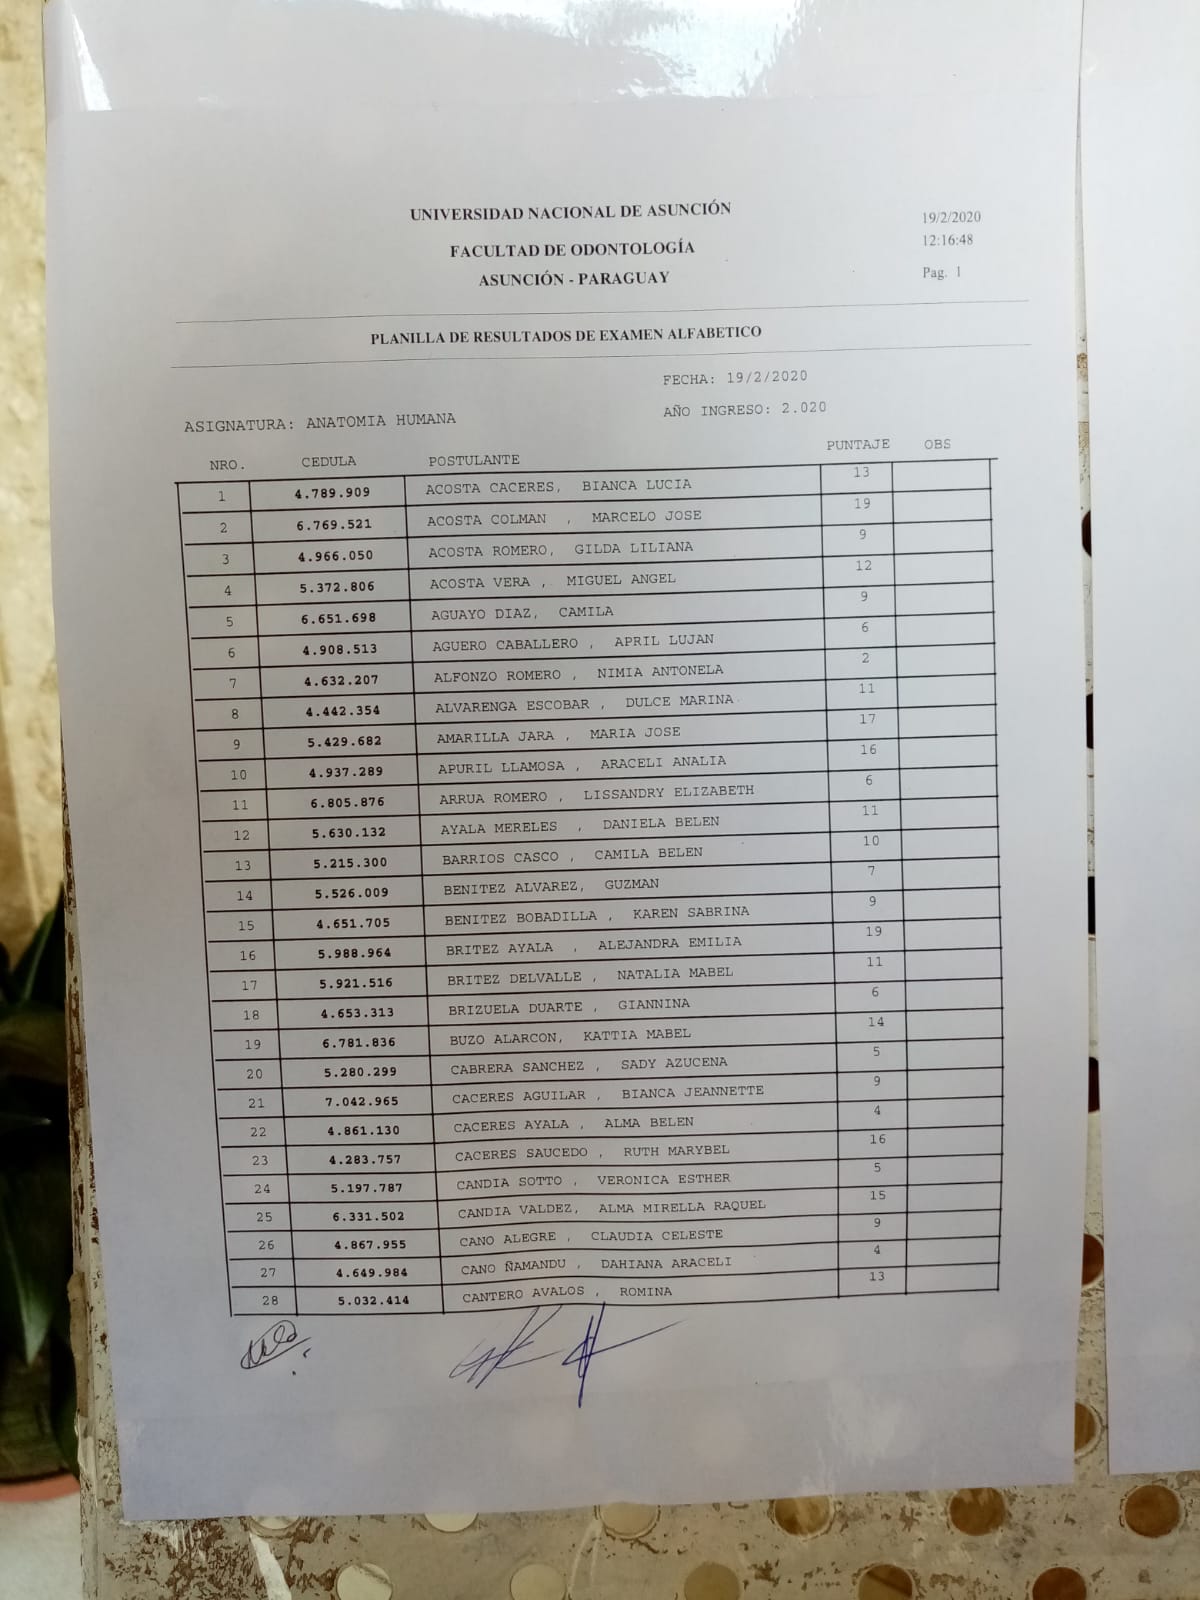 UNIVERSIDAD NACIONAL DE ASUNCIÓN
19/2/2020
FACULTAD DE ODONTOLOGÍA
12:16:48
ASUNCIÓN - PARAGUAY
Pag. 1
PLANILLA DE RESULTADOS DE EXAMEN ALFABETICO
FECHA: 19/2/2020
ASIGNATURA: ANATOMIA HUMANA
AÑO INGRESO: 2.020
NRO. CEDULA POSTULANTE PUNTAJE OBS
1 4.789.909 ACOSTA CACERES, BIANCA LUCIA 13
2 6.769.521 ACOSTA COLMAN , MARCELO JOSE 19
3 4.966.050 ACOSTA ROMERO, GILDA LILIANA 9
4 5.372.806 ACOSTA VERA , MIGUEL ANGEL 12
5 6.651.698 AGUAYO DIAZ, CAMILA 9
6 4.908.513 AGUERO CABALLERO , APRIL LUJAN 6
7 4.632.207 ALFONZO ROMERO , NIMIA ANTONELA 2
8 4.442.354 ALVARENGA ESCOBAR , DULCE MARINA 11
9 5.429.682 AMARILLA JARA , MARIA JOSE 17
10 4.937.289 APURIL LLAMOSA , ARACELI ANALIA 16
11 6.805.876 ARRUA ROMERO , LISSANDRY ELIZABETH 6
12 5.630.132 AYALA MERELES , DANIELA BELEN 11
13 5.215.300 BARRIOS CASCO , CAMILA BELEN 10
14 5.526.009 BENITEZ ALVAREZ, GUZMAN 7
15 4.651.705 BENITEZ BOBADILLA , KAREN SABRINA 9
16 5.988.964 BRITEZ AYALA , ALEJANDRA EMILIA 19
17 5.921.516 BRITEZ DELVALLE , NATALIA MABEL 11
18 4.653.313 BRIZUELA DUARTE , GIANNINA 6
19 6.781.836 BUZO ALARCON, KATTIA MABEL 14
20 5.280.299 CABRERA SANCHEZ , SADY AZUCENA 5
21 7.042.965 CACERES AGUILAR , BIANCA JEANNETTE 9
22 4.861.130 CACERES AYALA , ALMA BELEN 4
23 4.283.757 CACERES SAUCEDO , RUTH MARYBEL 16
24 5.197.787 CANDIA SOTTO , VERONICA ESTHER 5
25 6.331.502 CANDIA VALDEZ, ALMA MIRELLA RAQUEL 15
26 4.867.955 CANO ALEGRE , CLAUDIA CELESTE 9
27 4.649.984 CANO ÑAMANDU , DAHIANA ARACELI 4
28 5.032.414 CANTERO AVALOS , ROMINA 13